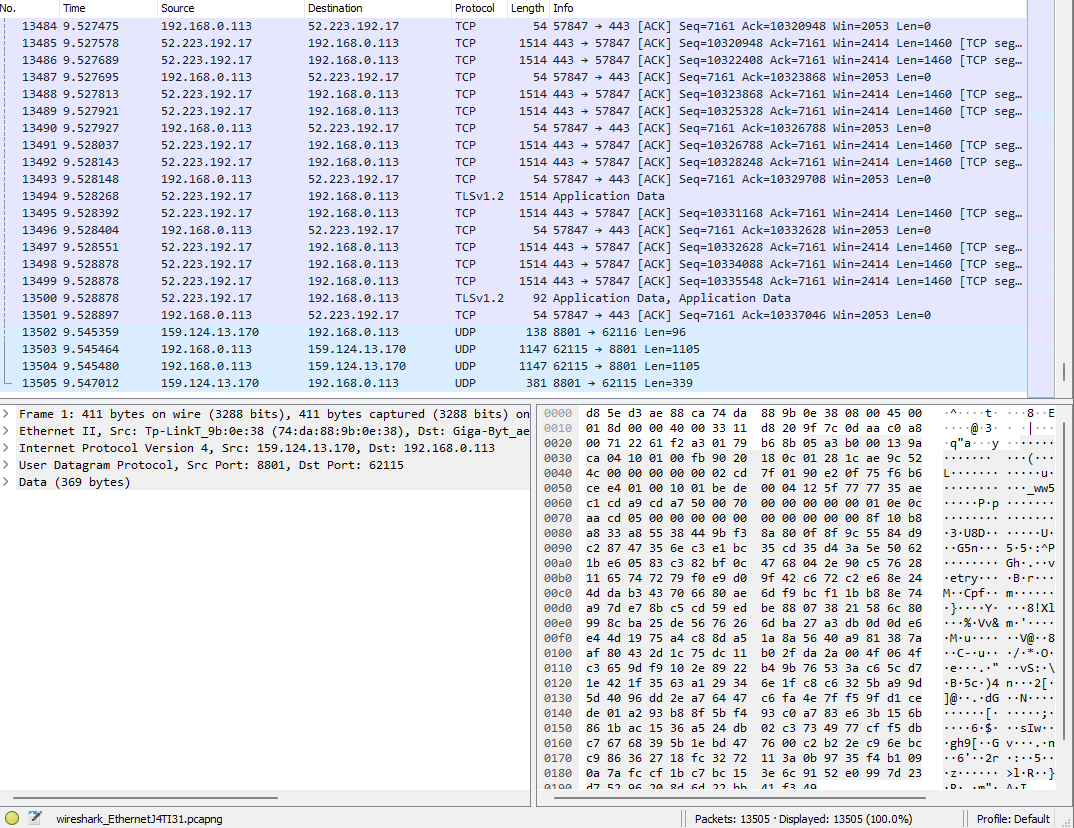 No. Time Source Destination Protocol Length Info
13484 9.527475 192.168.0.113 52.223.192.17 TCP 54 57847 → 443 [ACK] Seq=7161 Ack=10320948 Win=2053 Len=0
13485 9.527578 52.223.192.17 192.168.0.113 TCP 1514 443 → 57847 [ACK] Seq=10320948 Ack=7161 Win=2414 Len=1460 [TCP seg…
13486 9.527689 52.223.192.17 192.168.0.113 TCP 1514 443 → 57847 [ACK] Seq=10322408 Ack=7161 Win=2414 Len=1460 [TCP seg…
13487 9.527695 192.168.0.113 52.223.192.17 TCP 54 57847 → 443 [ACK] Seq=7161 Ack=10323868 Win=2053 Len=0
13488 9.527813 52.223.192.17 192.168.0.113 TCP 1514 443 → 57847 [ACK] Seq=10323868 Ack=7161 Win=2414 Len=1460 [TCP seg…
13489 9.527921 52.223.192.17 192.168.0.113 TCP 1514 443 → 57847 [ACK] Seq=10325328 Ack=7161 Win=2414 Len=1460 [TCP seg…
13490 9.527927 192.168.0.113 52.223.192.17 TCP 54 57847 → 443 [ACK] Seq=7161 Ack=10326788 Win=2053 Len=0
13491 9.528037 52.223.192.17 192.168.0.113 TCP 1514 443 → 57847 [ACK] Seq=10326788 Ack=7161 Win=2414 Len=1460 [TCP seg…
13492 9.528143 52.223.192.17 192.168.0.113 TCP 1514 443 → 57847 [ACK] Seq=10328248 Ack=7161 Win=2414 Len=1460 [TCP seg…
13493 9.528148 192.168.0.113 52.223.192.17 TCP 54 57847 → 443 [ACK] Seq=7161 Ack=10329708 Win=2053 Len=0
13494 9.528268 52.223.192.17 192.168.0.113 TLSv1.2 1514 Application Data
13495 9.528392 52.223.192.17 192.168.0.113 TCP 1514 443 → 57847 [ACK] Seq=10331168 Ack=7161 Win=2414 Len=1460 [TCP seg…
13496 9.528404 192.168.0.113 52.223.192.17 TCP 54 57847 → 443 [ACK] Seq=7161 Ack=10332628 Win=2053 Len=0
13497 9.528551 52.223.192.17 192.168.0.113 TCP 1514 443 → 57847 [ACK] Seq=10332628 Ack=7161 Win=2414 Len=1460 [TCP seg…
13498 9.528878 52.223.192.17 192.168.0.113 TCP 1514 443 → 57847 [ACK] Seq=10334088 Ack=7161 Win=2414 Len=1460 [TCP seg…
13499 9.528878 52.223.192.17 192.168.0.113 TCP 1514 443 → 57847 [ACK] Seq=10335548 Ack=7161 Win=2414 Len=1460 [TCP seg…
13500 9.528878 52.223.192.17 192.168.0.113 TLSv1.2 92 Application Data, Application Data
13501 9.528897 192.168.0.113 52.223.192.17 TCP 54 57847 → 443 [ACK] Seq=7161 Ack=10337046 Win=2053 Len=0
13502 9.545359 159.124.13.170 192.168.0.113 UDP 138 8801 → 62116 Len=96
13503 9.545464 192.168.0.113 159.124.13.170 UDP 1147 62115 → 8801 Len=1105
13504 9.545480 192.168.0.113 159.124.13.170 UDP 1147 62115 → 8801 Len=1105
13505 9.547012 159.124.13.170 192.168.0.113 UDP 381 8801 → 62115 Len=339
Frame 1: 411 bytes on wire (3288 bits), 411 bytes captured (3288 bits) on
Ethernet II, Src: Tp-LinkT_9b:0e:38 (74:da:88:9b:0e:38), Dst: Giga-Byt_ae
Internet Protocol Version 4, Src: 159.124.13.170, Dst: 192.168.0.113
User Datagram Protocol, Src Port: 8801, Dst Port: 62115
Data (369 bytes)
0000 d8 5e d3 ae 88 ca 74 da 88 9b 0e 38 08 00 45 00 ·^····t· ···8··E·
0010 01 8d 00 00 40 00 33 11 d8 20 9f 7c 0d aa c0 a8
0020 00 71 22 61 f2 a3 01 79 b6 8b 05 a3 b0 00 13 9a
0030 ca 04 10 01 00 fb 90 20 18 0c 01 28 1c ae 9c 52
0040 4c 00 00 00 00 00 02 cd 7f 01 90 e2 0f 75 f6 b6
0050 ce e4 01 00 10 01 be de 00 04 12 5f 77 77 35 ae
0060 c1 cd a9 cd a7 50 00 70 00 00 00 00 00 01 0e 0c
0070 aa cd 05 00 00 00 00 00 00 00 00 00 00 8f 10 b8
0080 a8 33 a8 55 38 44 9b f3 8a 80 0f 8f 9c 55 84 d9
0090 c2 87 47 35 6e c3 e1 bc 35 cd 35 d4 3a 5e 50 62
00a0 1b e6 05 83 c3 82 bf 0c 47 68 04 2e 90 c5 76 28
00b0 11 65 74 72 79 f0 e9 d0 9f 42 c6 72 c2 e6 8e 24
00c0 4d da b3 43 70 66 80 ae 6d f9 bc f1 1b b8 8e 74
00d0 a9 7d e7 8b c5 cd 59 ed be 88 07 38 21 58 6c 80
00e0 99 8c ba 25 de 56 76 26 6d ba 27 a3 db 0d 0d e6
00f0 e4 4d 19 75 a4 c8 8d a5 1a 8a 56 40 a9 81 38 7a
0100 af 80 43 2d 1c 75 dc 11 b0 2f da 2a 00 4f 06 4f
0110 c3 65 9d f9 10 2e 89 22 b4 9b 76 53 3a c6 5c d7
0120 1e 42 1f 35 63 a1 29 34 6e 1f c8 c6 32 5b a9 9d
0130 5d 40 96 dd 2e a7 64 47 c6 fa 4e 7f f5 9f d1 ce
0140 de 01 a2 93 b8 8f 5b f4 93 c0 a7 83 e6 3b 15 6b
0150 86 1b ac 15 36 a5 24 db 02 c3 73 49 77 cf f5 db
0160 c7 67 68 39 5b 1e bd 47 76 00 c2 b2 2e c9 6e bc
0170 c9 86 36 27 18 fc 32 72 11 3a 0b 97 35 f4 b1 09
0180 0a 7a fc cf 1b c7 bc 15 3e 6c 91 52 e0 99 7d 23
0190 d7 52 96 20 8d 6d 22 bb 41 f3 49
wireshark_EthernetJ4TI31.pcapng
Packets: 13505 · Displayed: 13505 (100.0%)
Profile: Default